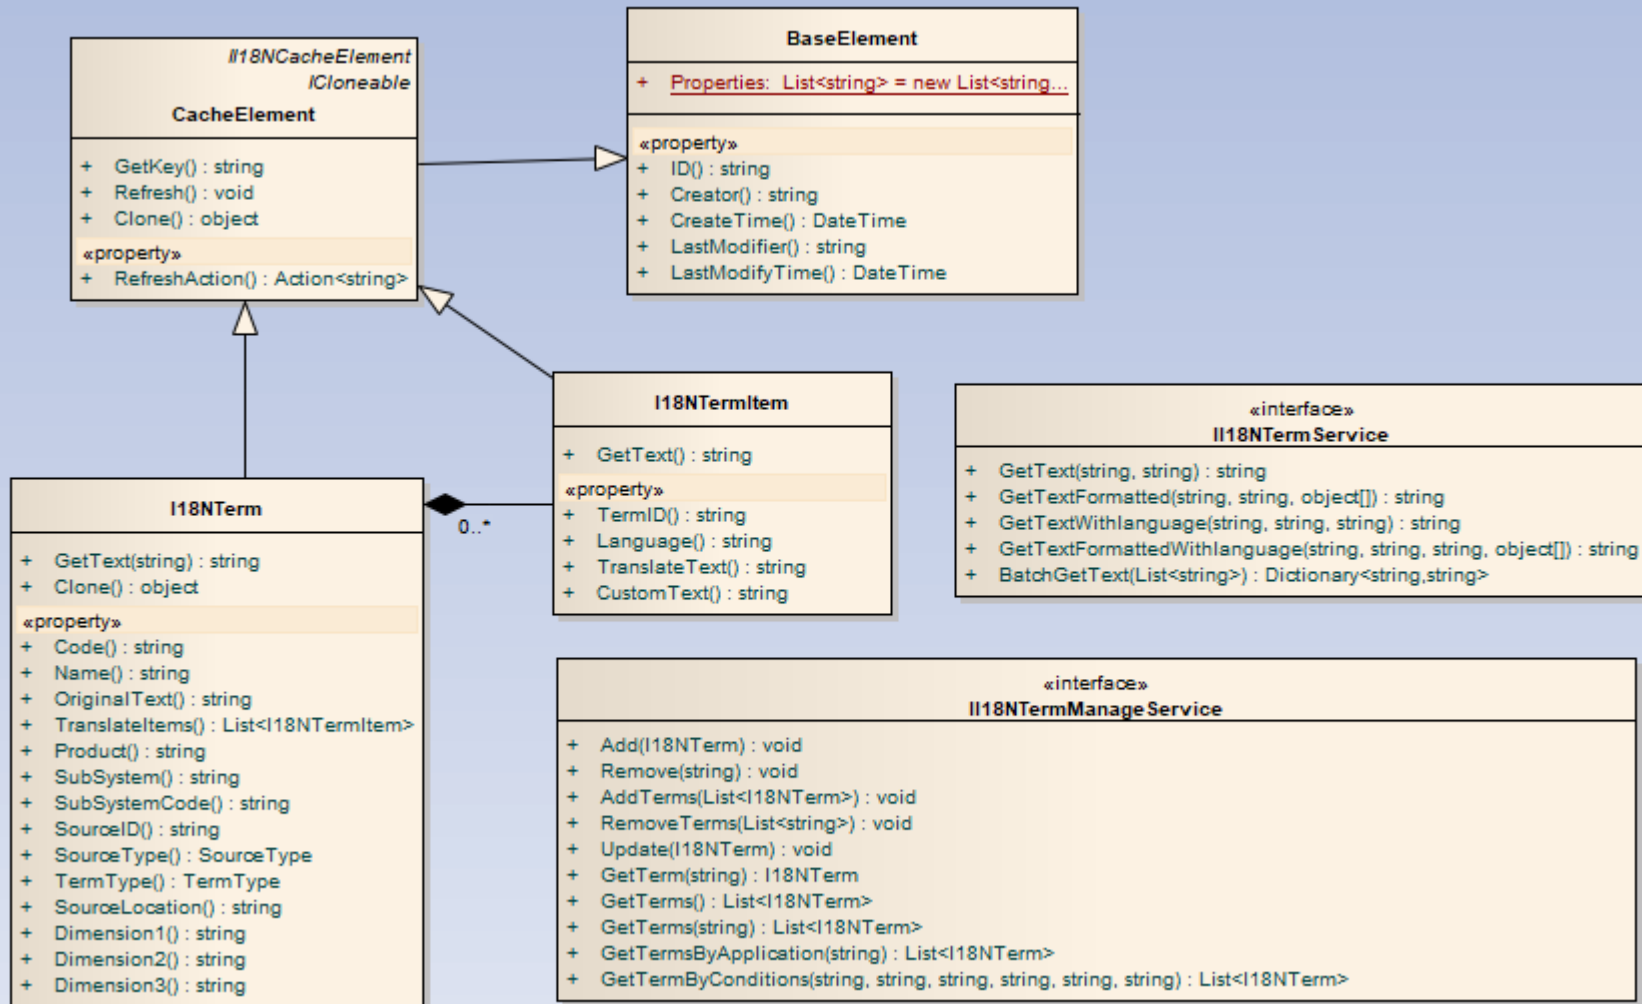 II18NCacheElement
ICloneable
CacheElement
+ GetKey() : string
+ Refresh() : void
+ Clone() : object
«property»
+ RefreshAction() : Action<string>
BaseElement
+ Properties: List<string> = new List<string...
«property»
+ ID() : string
+ Creator() : string
+ CreateTime() : DateTime
+ LastModifier() : string
+ LastModifyTime() : DateTime
I18NTermItem
+ GetText() : string
«property»
+ TermID() : string
+ Language() : string
+ TranslateText() : string
+ CustomText() : string
«interface»
II18NTermService
+ GetText(string, string) : string
+ GetTextFormatted(string, string, object[]) : string
+ GetTextWithlanguage(string, string, string) : string
+ GetTextFormattedWithlanguage(string, string, string, object[]) : string
+ BatchGetText(List<string>) : Dictionary<string,string>
I18NTerm
+ GetText(string) : string
+ Clone() : object
«property»
+ Code() : string
+ Name() : string
+ OriginalText() : string
+ TranslateItems() : List<I18NTermItem>
+ Product() : string
+ SubSystem() : string
+ SubSystemCode() : string
+ SourceID() : string
+ SourceType() : SourceType
+ TermType() : TermType
+ SourceLocation() : string
+ Dimension1() : string
+ Dimension2() : string
+ Dimension3() : string
0..*
«interface»
II18NTermManageService
+ Add(I18NTerm) : void
+ Remove(string) : void
+ AddTerms(List<I18NTerm>) : void
+ RemoveTerms(List<string>) : void
+ Update(I18NTerm) : void
+ GetTerm(string) : I18NTerm
+ GetTerms() : List<I18NTerm>
+ GetTerms(string) : List<I18NTerm>
+ GetTermsByApplication(string) : List<I18NTerm>
+ GetTermByConditions(string, string, string, string, string, string) : List<I18NTerm>